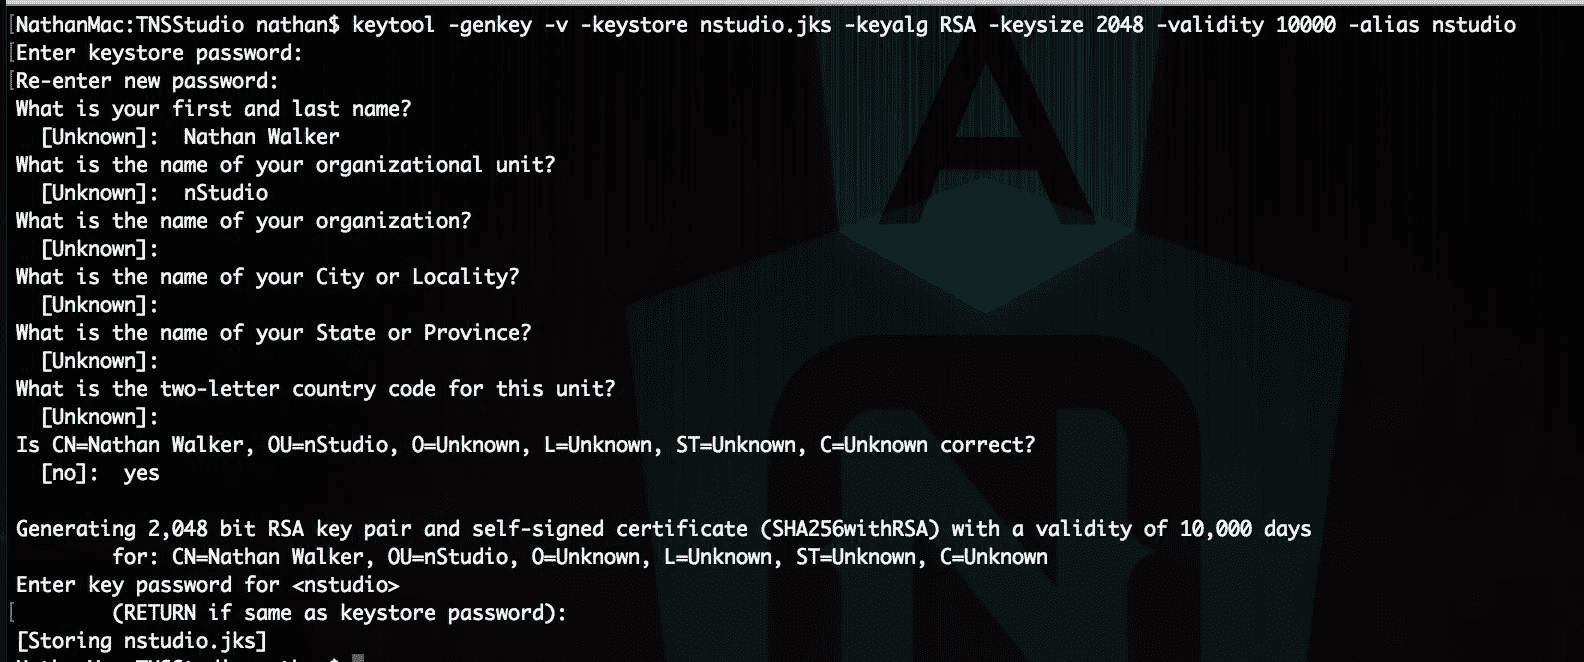 [NathanMac:TNSStudio nathan$ keytool -genkey -v -keystore nstudio.jks -keyalg RSA -keysize 2048 -validity 10000 -alias nstudio
[Enter keystore password:
[Re-enter new password:
What is your first and last name?
[Unknown]: Nathan Walker
What is the name of your organizational unit?
[Unknown]: nStudio
What is the name of your organization?
[Unknown]:
What is the name of your City or Locality?
[Unknown]:
What is the name of your State or Province?
[Unknown]:
What is the two-letter country code for this unit?
[Unknown]:
Is CN=Nathan Walker, OU=nStudio, O=Unknown, L=Unknown, ST=Unknown, C=Unknown correct?
[no]: yes
Generating 2,048 bit RSA key pair and self-signed certificate (SHA256withRSA) with a validity of 10,000 days
for: CN=Nathan Walker, OU=nStudio, O=Unknown, L=Unknown, ST=Unknown, C=Unknown
Enter key password for <nstudio>
[ (RETURN if same as keystore password):
[Storing nstudio.jks]
NathanMac:TNSStudio nathan$
A
N